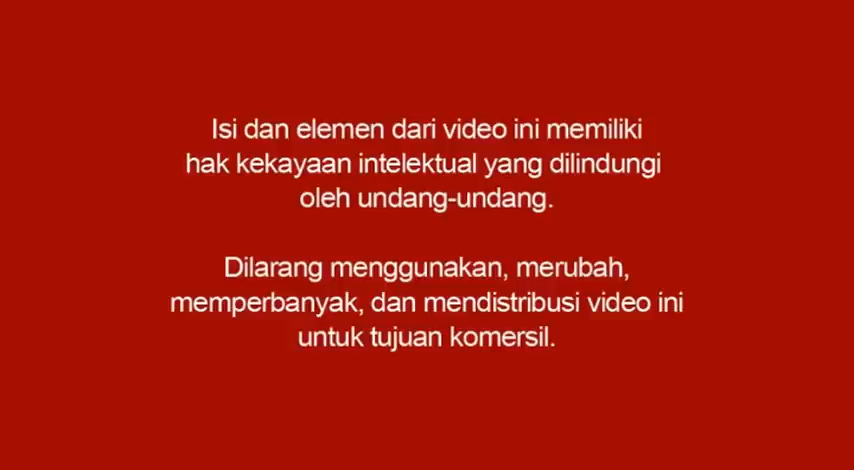 Isi dan elemen dari video ini memiliki
hak kekayaan intelektual yang dilindungi
oleh undang-undang.
Dilarang menggunakan, merubah,
memperbanyak, dan mendistribusi video ini
untuk tujuan komersil.